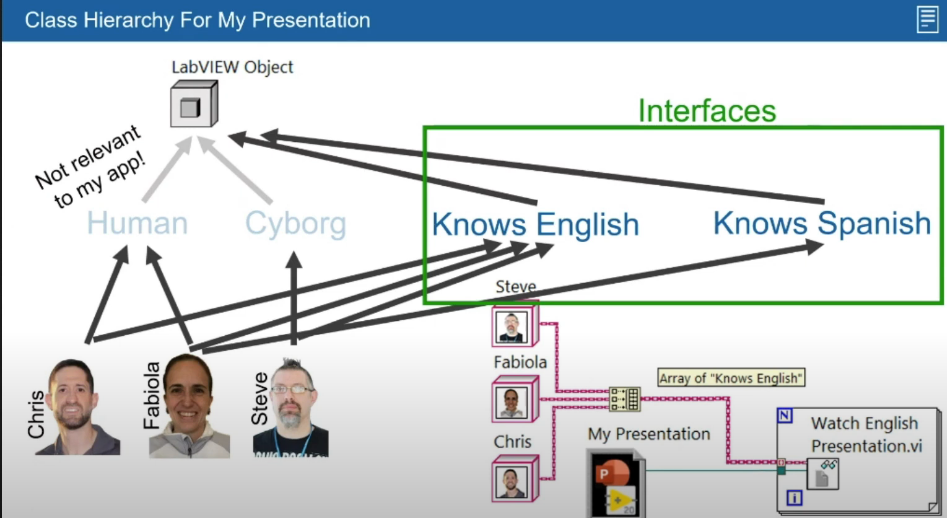 Class Hierarchy For My Presentation
LabVIEW Object
Interfaces
Not relevant
to my app!
Human
Cyborg
Knows English
Knows Spanish
Chris
Fabiola
Steve
Steve
Fabiola
Array of "Knows English"
Chris
My Presentation
P
20
N
Watch English
Presentation.vi
i